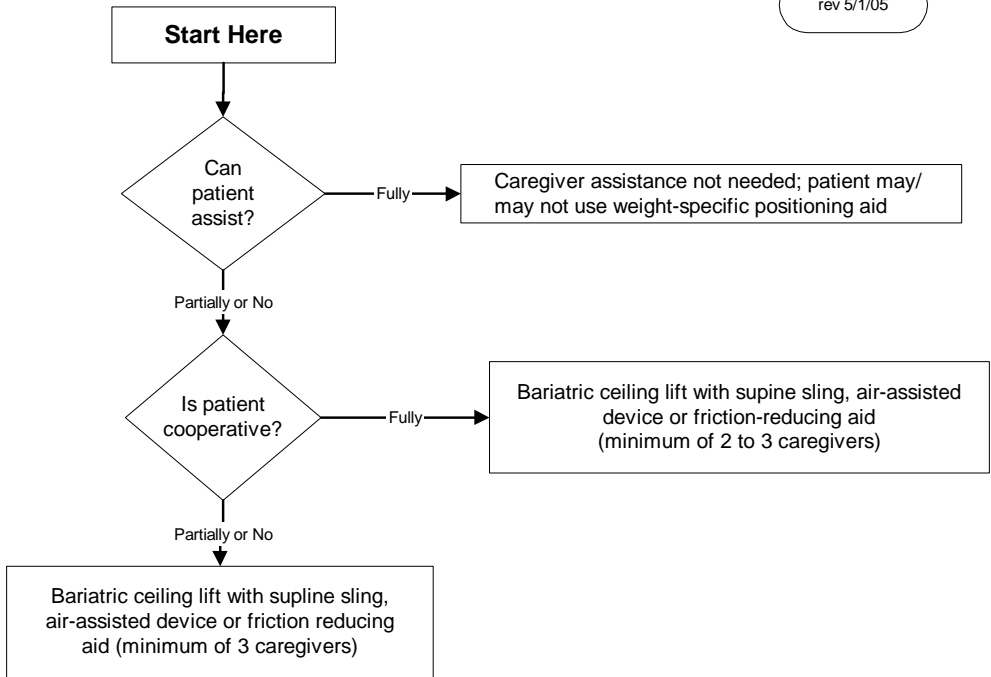 rev 5/1/05
Start Here
Can
patient
assist?
Fully
Caregiver assistance not needed; patient may/
may not use weight-specific positioning aid
Partially or No
Is patient
cooperative?
Fully
Bariatric ceiling lift with supine sling, air-assisted
device or friction-reducing aid
(minimum of 2 to 3 caregivers)
Partially or No
Bariatric ceiling lift with supline sling,
air-assisted device or friction reducing
aid (minimum of 3 caregivers)